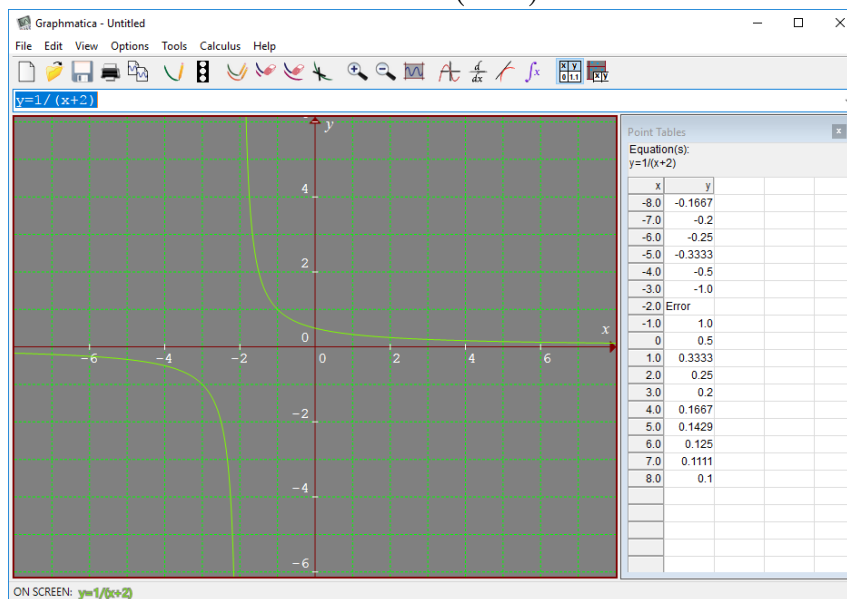 Graphmatica - Untitled
File Edit View Options Tools Calculus Help
y=1/(x+2)
y
4
2
0
x
-6 -4 -2 0 2 4 6
-2
-4
-6
Point Tables
Equation(s):
y=1/(x+2)
x y
-8.0 -0.1667
-7.0 -0.2
-6.0 -0.25
-5.0 -0.3333
-4.0 -0.5
-3.0 -1.0
-2.0 Error
-1.0 1.0
0 0.5
1.0 0.3333
2.0 0.25
3.0 0.2
4.0 0.1667
5.0 0.1429
6.0 0.125
7.0 0.1111
8.0 0.1
ON SCREEN: y=1/(x+2)